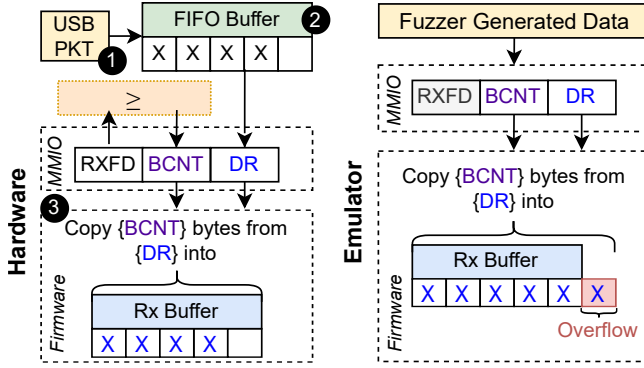 USB
PKT
1
FIFO Buffer
2
X X X X
≥
MMIO
RXFD BCNT DR
Hardware
3
Copy {BCNT} bytes from
{DR} into
Firmware
Rx Buffer
X X X X
Fuzzer Generated Data
MMIO
RXFD BCNT DR
Emulator
Copy {BCNT} bytes from
{DR} into
Firmware
Rx Buffer
X X X X X X
Overflow